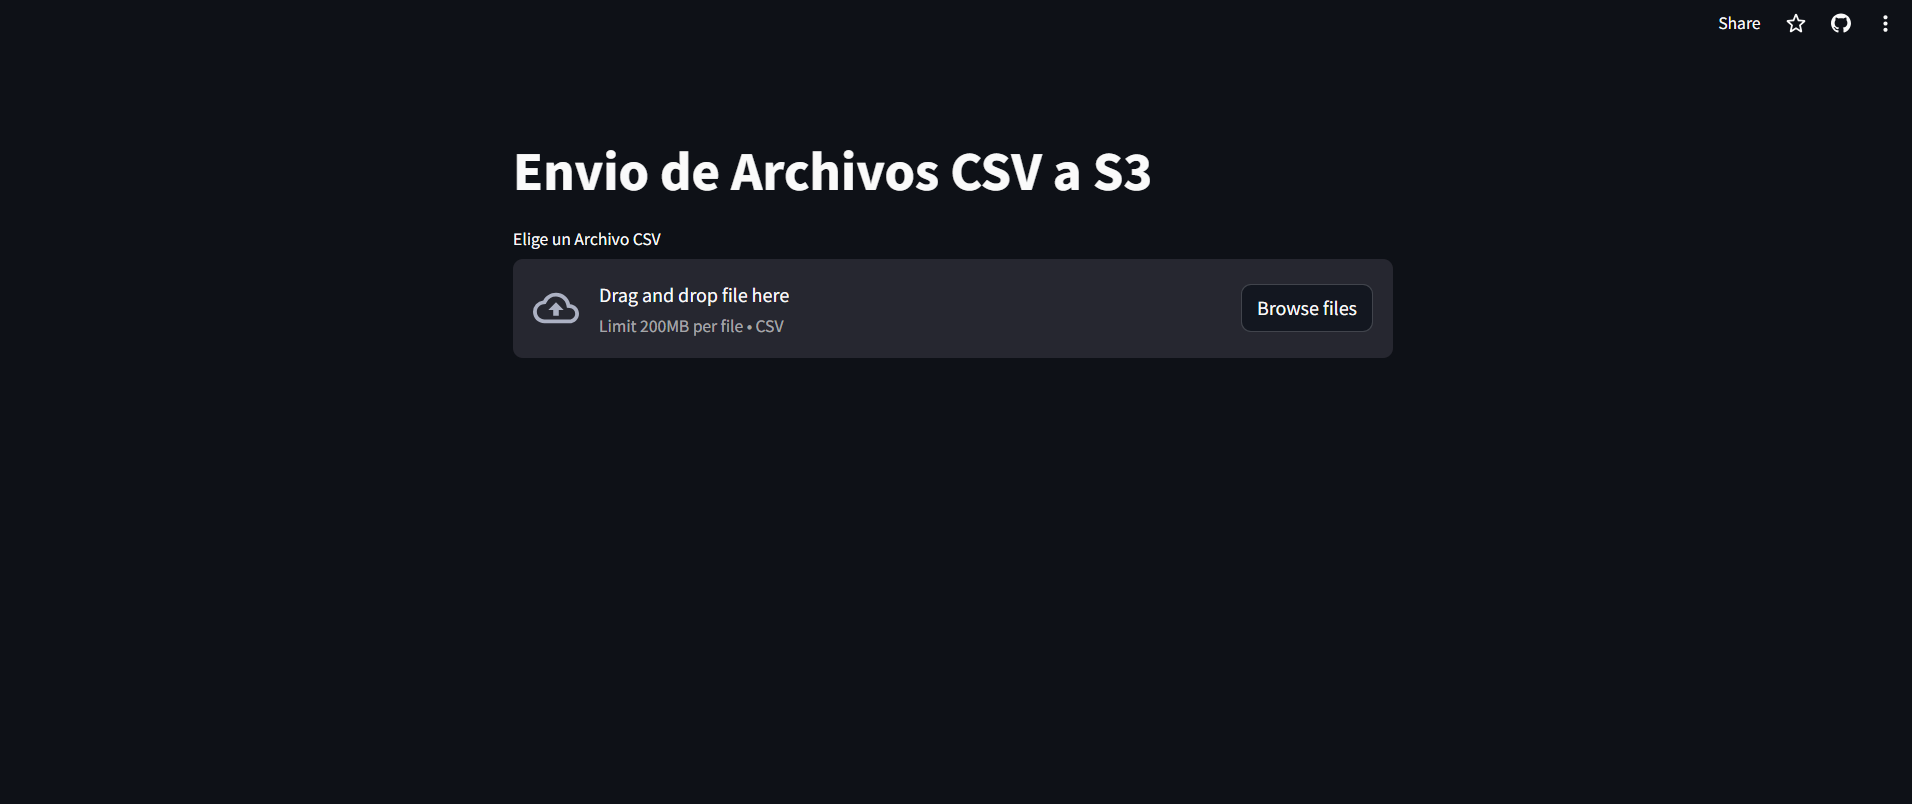 Share
Envio de Archivos CSV a S3
Elige un Archivo CSV
Drag and drop file here
Limit 200MB per file • CSV
Browse files